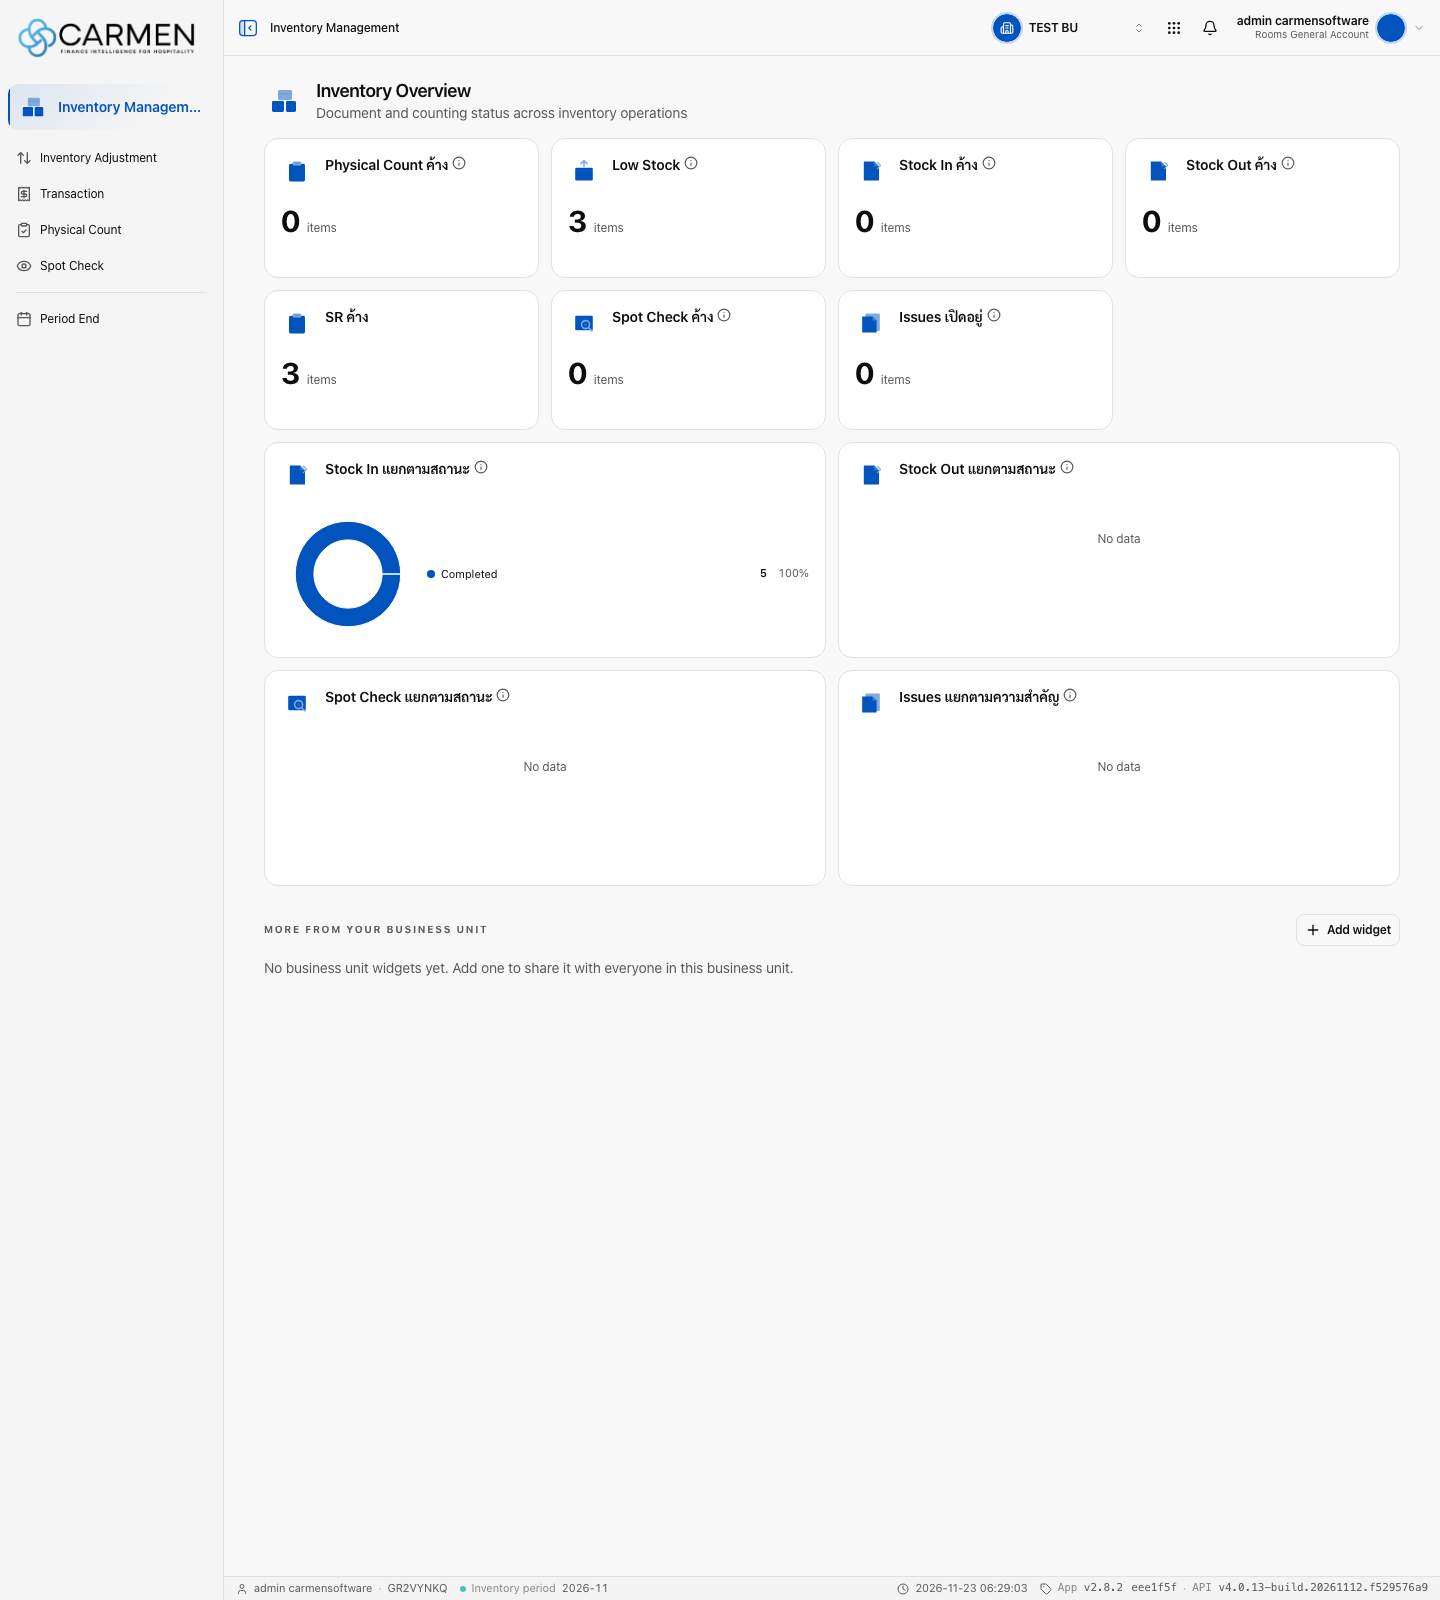 CARMEN
FINANCE INTELLIGENCE FOR HOSPITALITY
Inventory Managem...
Inventory Adjustment
Transaction
Physical Count
Spot Check
Period End
Inventory Management
TEST BU
admin carmensoftware
Rooms General Account
Inventory Overview
Document and counting status across inventory operations
Physical Count ค้าง
0 items
Low Stock
3 items
Stock In ค้าง
0 items
Stock Out ค้าง
0 items
SR ค้าง
3 items
Spot Check ค้าง
0 items
Issues เปิดอยู่
0 items
Stock In แยกตามสถานะ
Completed 5 100%
Stock Out แยกตามสถานะ
No data
Spot Check แยกตามสถานะ
No data
Issues แยกตามความสำคัญ
No data
MORE FROM YOUR BUSINESS UNIT
Add widget
No business unit widgets yet. Add one to share it with everyone in this business unit.
admin carmensoftware · GR2VYNKQ Inventory period 2026-11
2026-11-23 06:29:03 App v2.8.2 eee1f5f · API v4.0.13-build.20261112.f529576a9